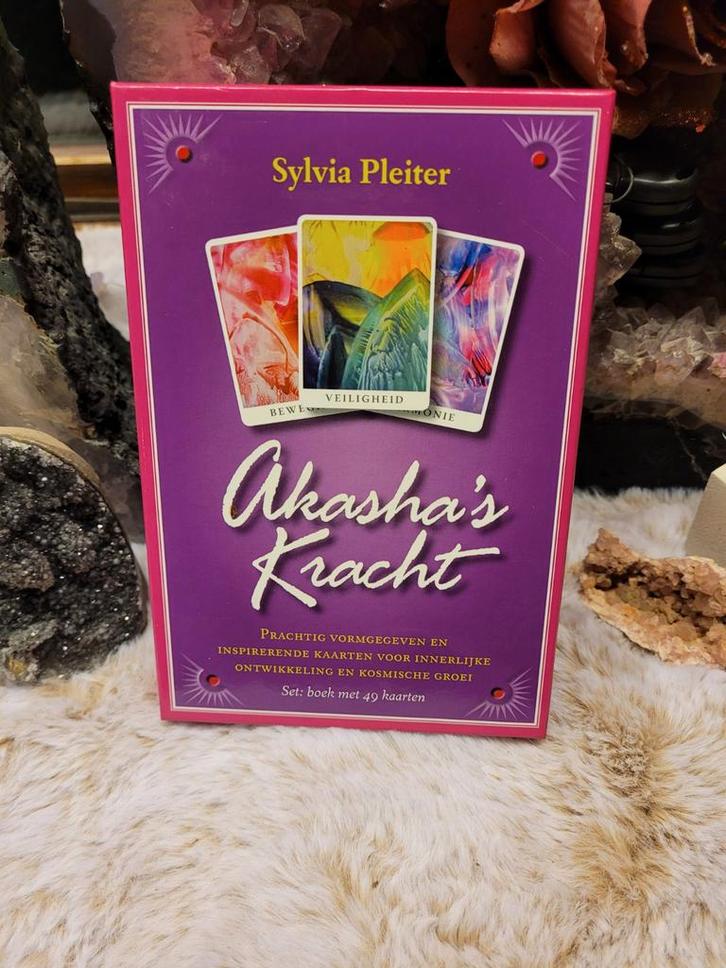 Sylvia Pleiter
VEILIGHEID
Akasha's
Kracht
Prachtig vormgegeven en
inspirerende kaarten voor innerlijke
ontwikkeling en kosmische groei
Set: boek met 49 kaarten